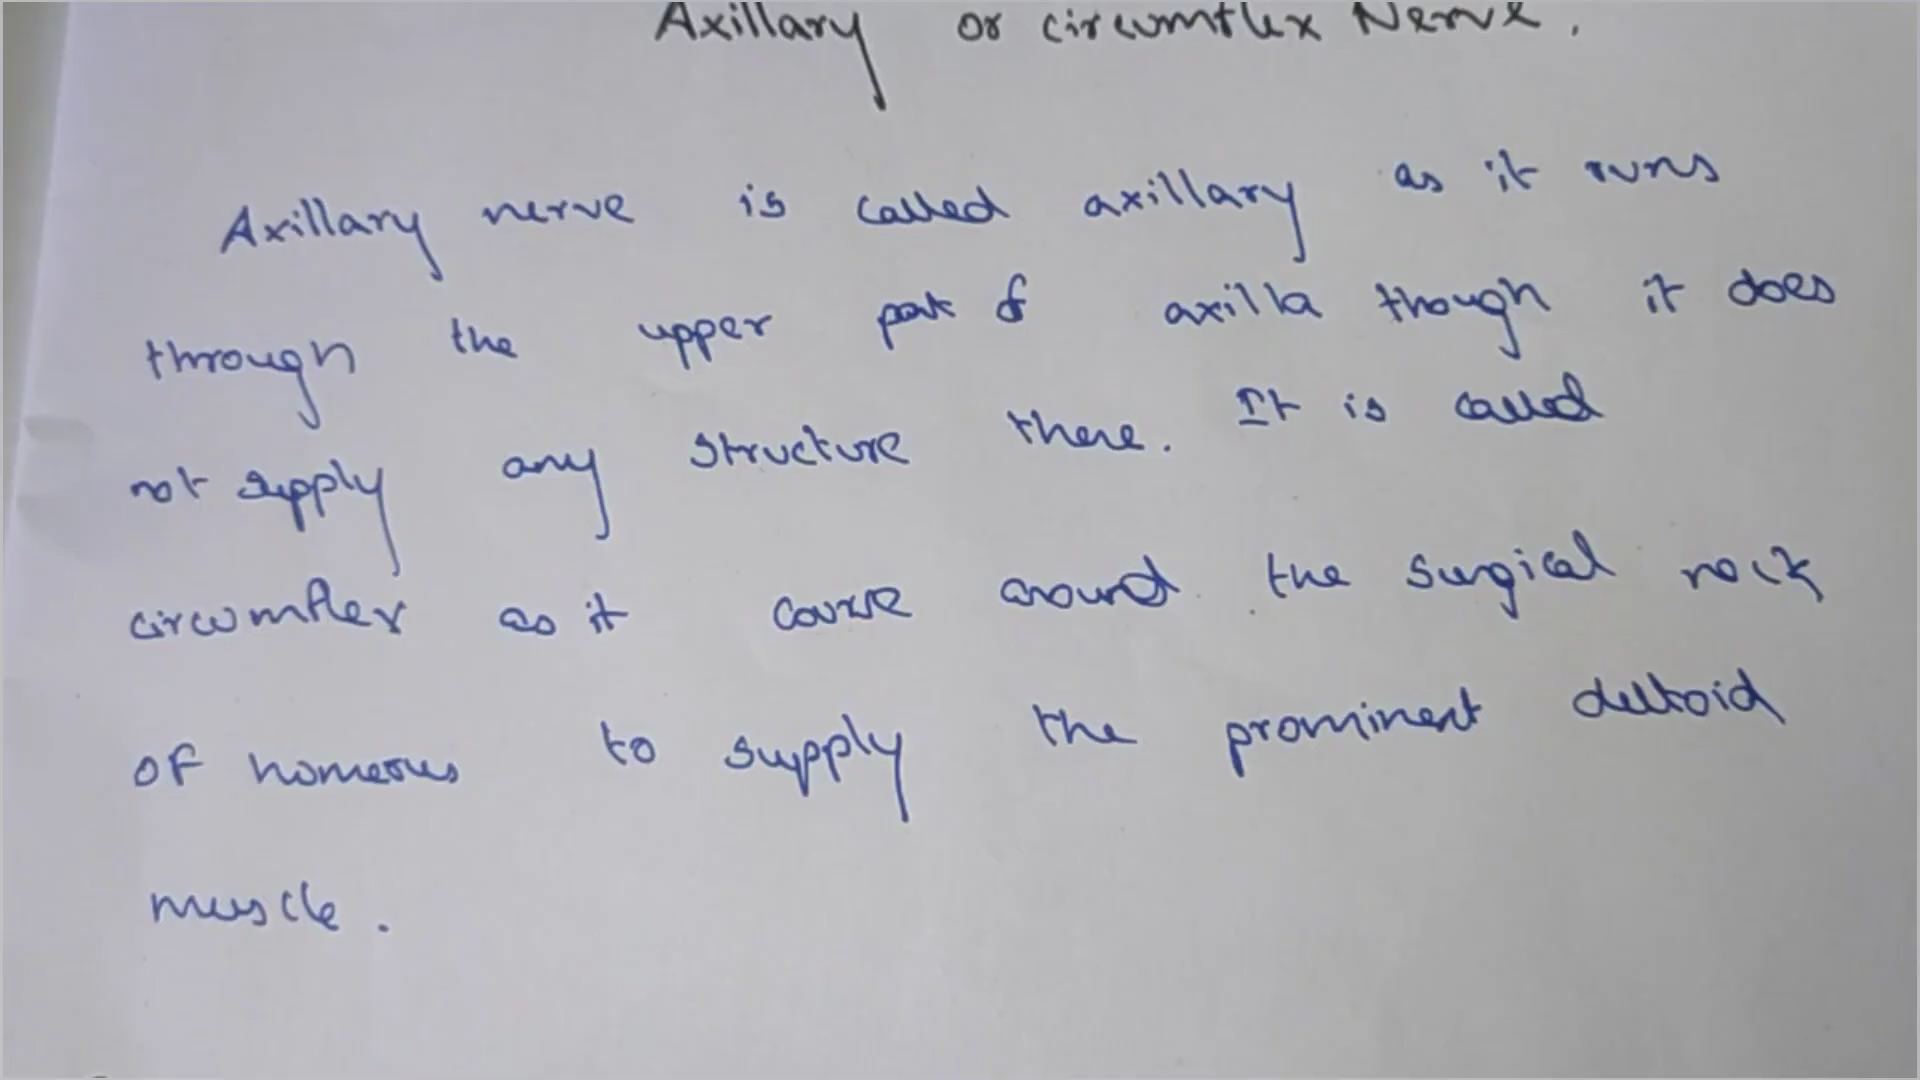 Axillary or circumflex Nerve.
Axillary nerve is called axillary as it runs
through the upper part of axilla though it does
not supply any structure there. It is called
circumflex as it course around the surgical neck
of homerus to supply the prominent deltoid
muscle.